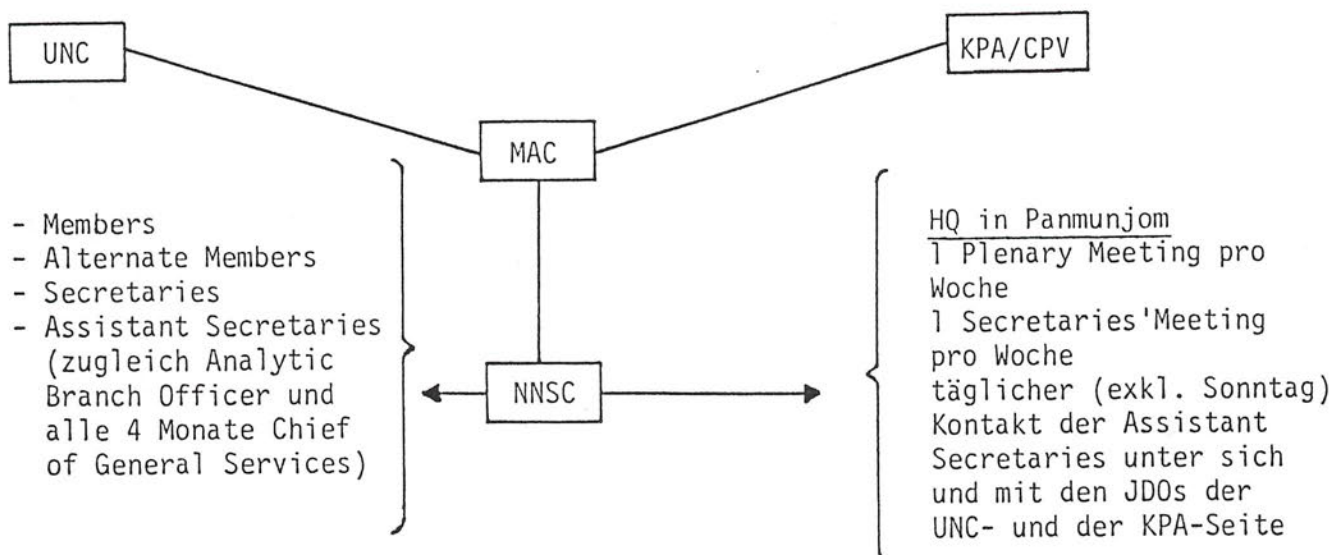 UNC
KPA/CPV
MAC
- Members
- Alternate Members
- Secretaries
- Assistant Secretaries
(zugleich Analytic
Branch Officer und
alle 4 Monate Chief
of General Services)
NNSC
HQ in Panmunjom
1 Plenary Meeting pro
Woche
1 Secretaries'Meeting
pro Woche
täglicher (exkl. Sonntag)
Kontakt der Assistant
Secretaries unter sich
und mit den JDOs der
UNC- und der KPA-Seite